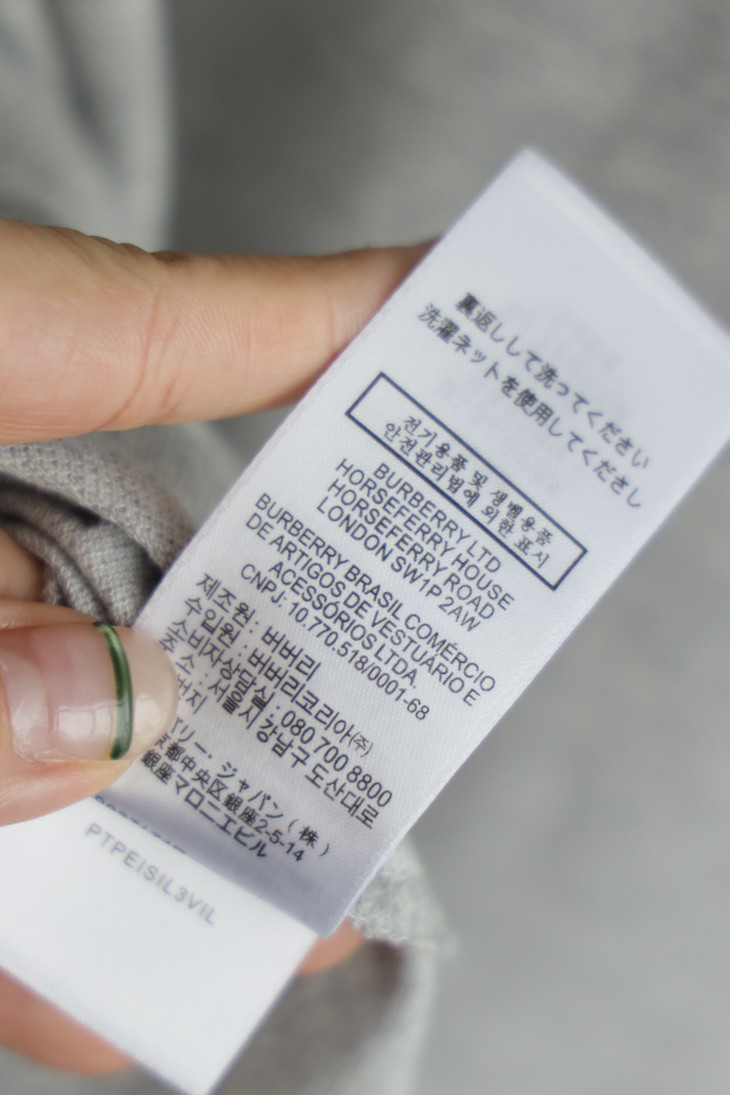 裏返しして洗ってください
洗濯ネットを使用してくださし
전기용품 및 생활용품
안전관리법에 의한 표시
BURBERRY LTD
HORSEFERRY HOUSE
HORSEFERRY ROAD
LONDON SW1P 2AW
BURBERRY BRASIL COMÉRCIO
DE ARTIGOS DE VESTUÁRIO E
ACESSÓRIOS LTDA.
CNPJ: 10.770.518/0001-68
제조원 : 버버리
수입원 : 버버리코리아㈜
소비자상담실 : 080 700 8800
주소 : 서울시 강남구 도산대로
리 : ジャパン ( 株 )
京都中央区銀座2-5-14
銀座マロニエビル
PTPEISIL3VIL